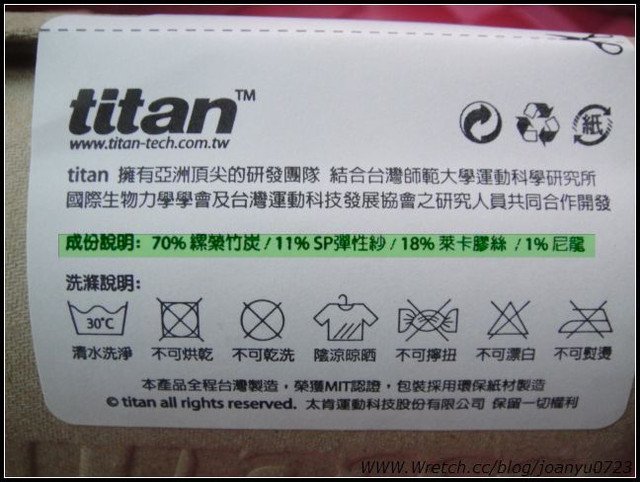 titan™
www.titan-tech.com.tw
紙
titan 擁有亞洲頂尖的研發團隊 結合台灣師範大學運動科學研究所
國際生物力學學會及台灣運動科技發展協會之研究人員共同合作開發
成份說明: 70% 縲縈竹炭 / 11% SP彈性紗 / 18% 萊卡膠絲 / 1% 尼龍
洗滌說明:
30°C
清水洗淨 不可烘乾 不可乾洗 陰涼晾晒 不可擰扭 不可漂白 不可熨燙
本產品全程台灣製造，榮獲MIT認證，包裝採用環保紙材製造
© titan all rights reserved. 太肯運動科技股份有限公司 保留一切權利
WWW.Wretch.cc/blog/joanyu0723